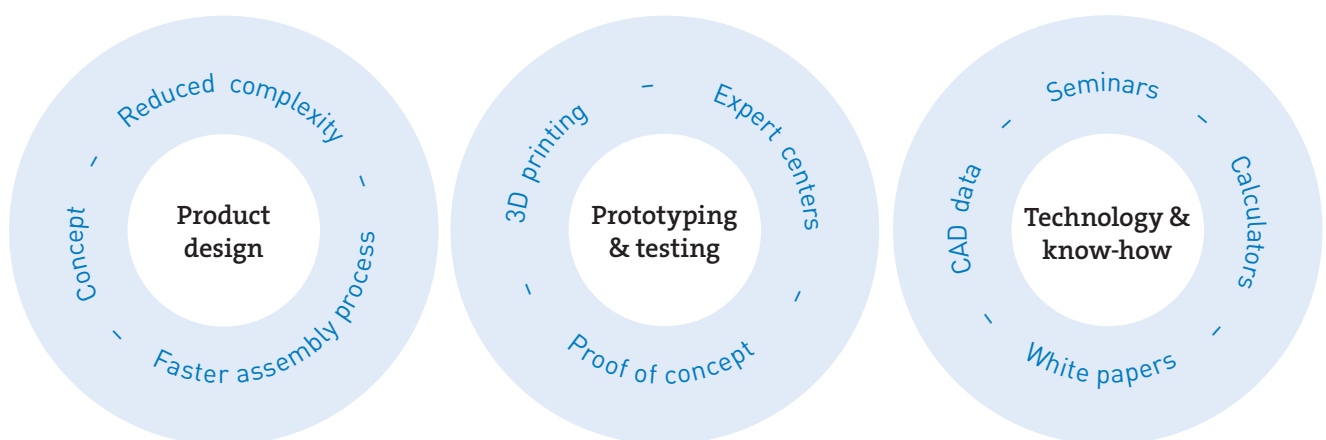 Product
design
Concept – Reduced complexity – Faster assembly process –
Prototyping
& testing
3D printing – Expert centers – Proof of concept –
Technology &
know-how
CAD data – Seminars – Calculators – White papers –